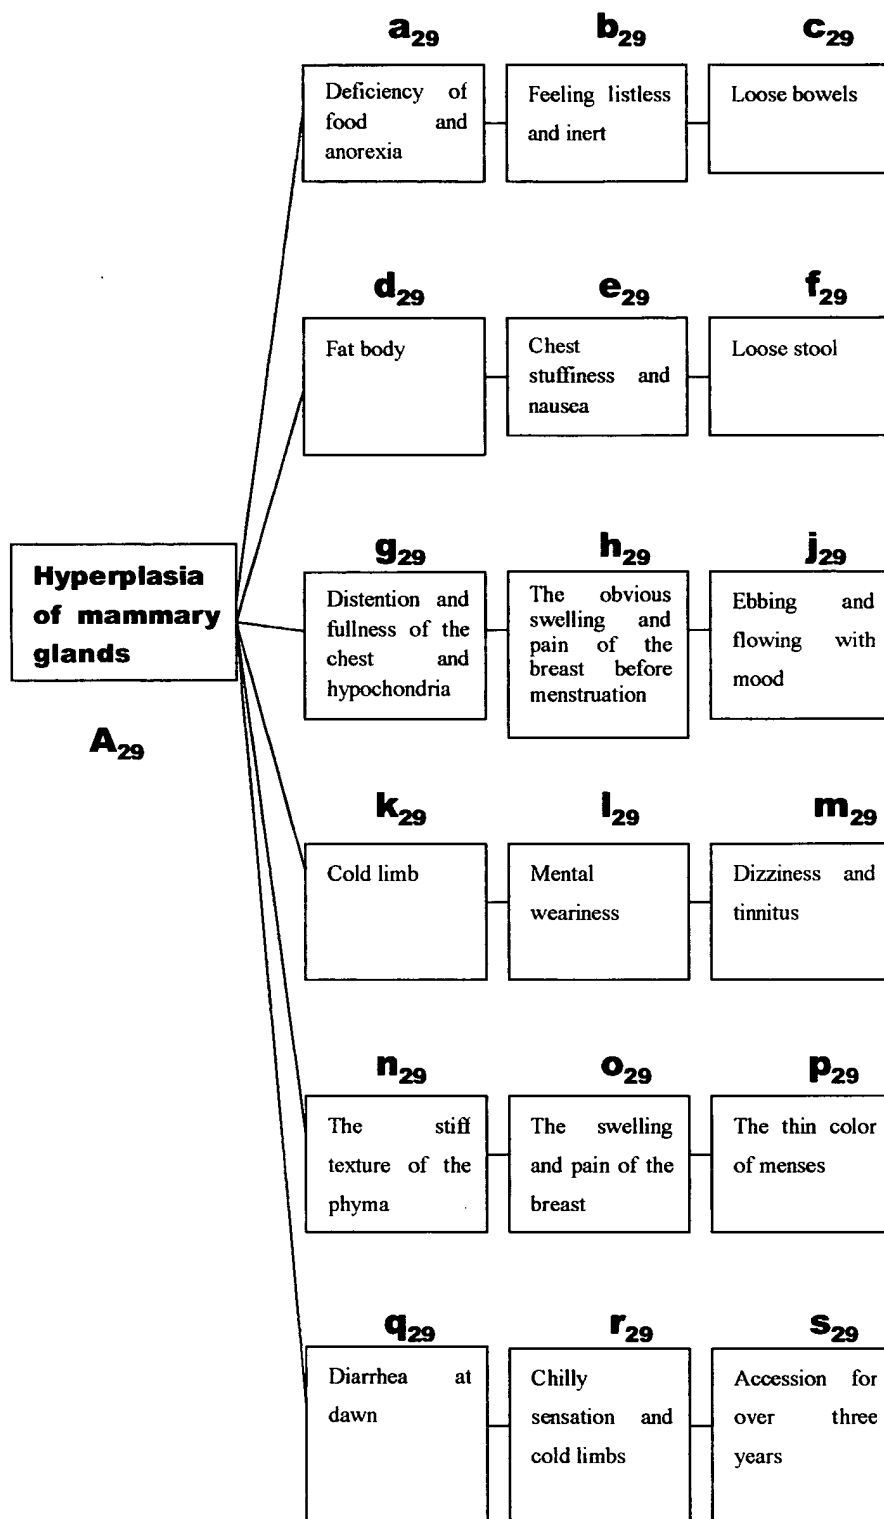 a29
b29
c29
Deficiency of
food and
anorexia
Feeling listless
and inert
Loose bowels
d29
e29
f29
Fat body
Chest
stuffiness and
nausea
Loose stool
Hyperplasia
of mammary
glands
A29
g29
h29
j29
Distention and
fullness of the
chest and
hypochondria
The obvious
swelling and
pain of the
breast before
menstruation
Ebbing and
flowing with
mood
k29
l29
m29
Cold limb
Mental
weariness
Dizziness and
tinnitus
n29
o29
p29
The stiff
texture of the
phyma
The swelling
and pain of the
breast
The thin color
of menses
q29
r29
s29
Diarrhea at
dawn
Chilly
sensation and
cold limbs
Accession for
over three
years